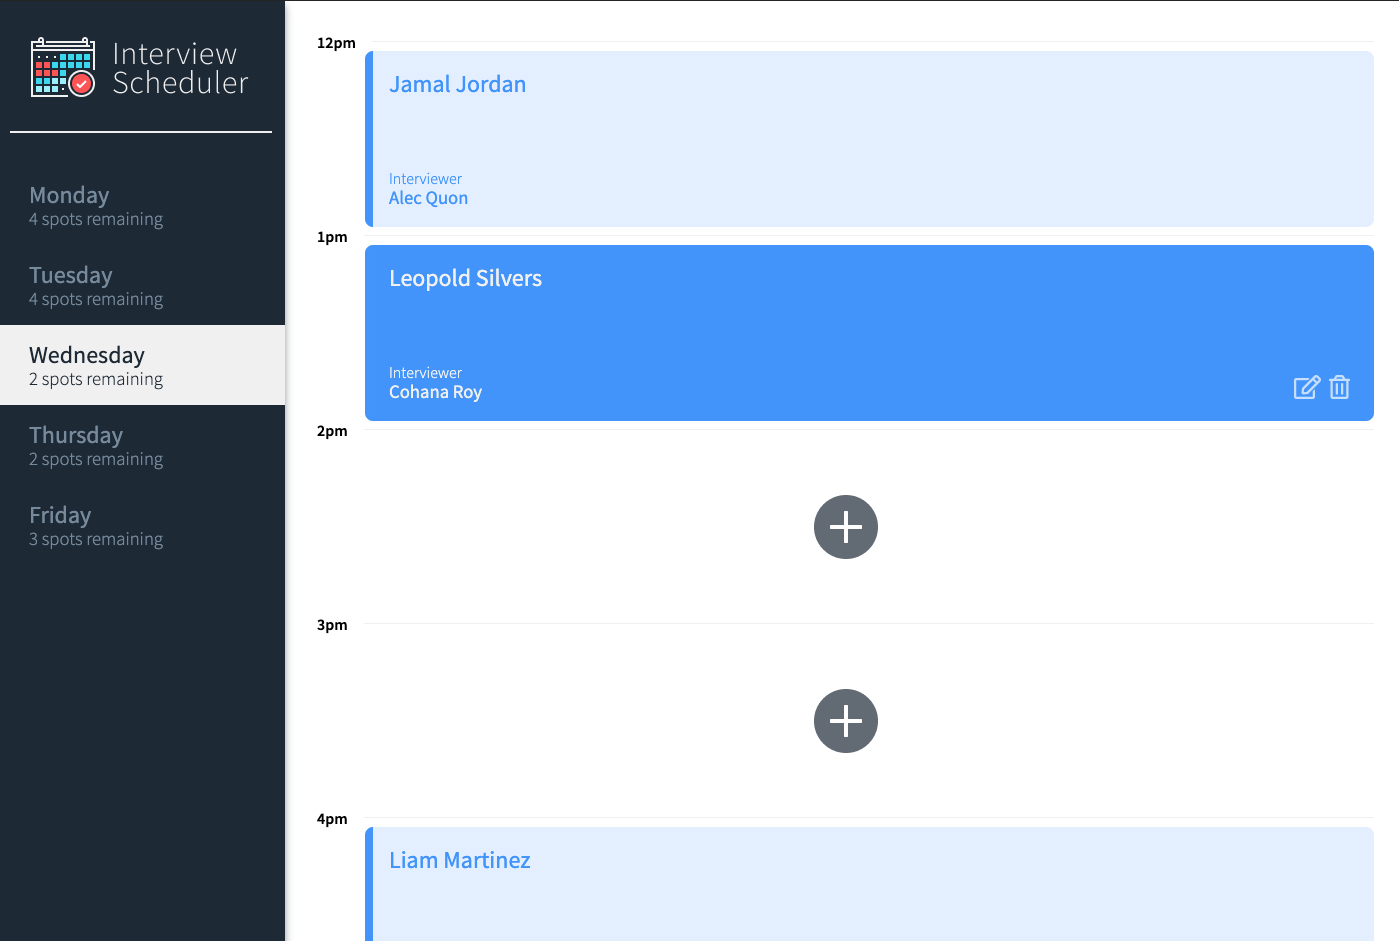 Interview
Scheduler
Monday
4 spots remaining
Tuesday
4 spots remaining
Wednesday
2 spots remaining
Thursday
2 spots remaining
Friday
3 spots remaining
12pm
Jamal Jordan
Interviewer
Alec Quon
1pm
Leopold Silvers
Interviewer
Cohana Roy
2pm
3pm
4pm
Liam Martinez